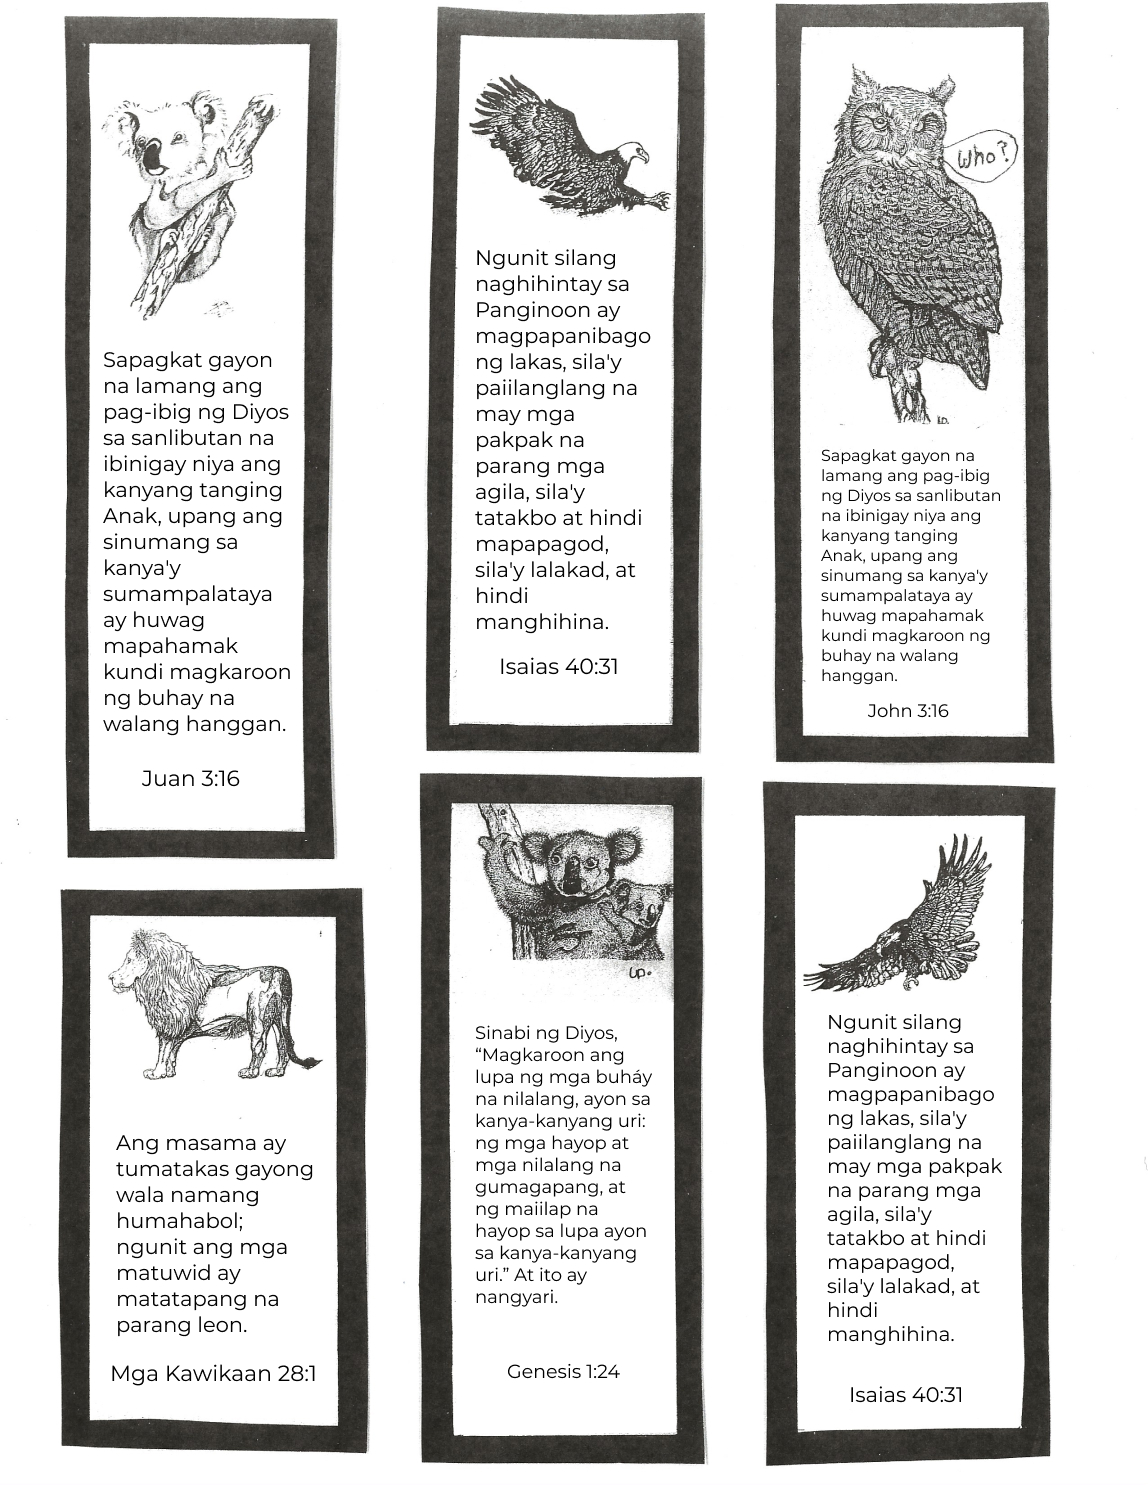 Sapagkat gayon
na lamang ang
pag-ibig ng Diyos
sa sanlibutan na
ibinigay niya ang
kanyang tanging
Anak, upang ang
sinumang sa
kanya'y
sumampalataya
ay huwag
mapahamak
kundi magkaroon
ng buhay na
walang hanggan.
Juan 3:16
Ngunit silang
naghihintay sa
Panginoon ay
magpapanibago
ng lakas, sila'y
paiilanglang na
may mga
pakpak na
parang mga
agila, sila'y
tatakbo at hindi
mapapagod,
sila'y lalakad, at
hindi
manghihina.
Isaias 40:31
Who?
Sapagkat gayon na
lamang ang pag-ibig
ng Diyos sa sanlibutan
na ibinigay niya ang
kanyang tanging
Anak, upang ang
sinumang sa kanya'y
sumampalataya ay
huwag mapahamak
kundi magkaroon ng
buhay na walang
hanggan.
John 3:16
Ang masama ay
tumatakas gayong
wala namang
humahabol;
ngunit ang mga
matuwid ay
matatapang na
parang leon.
Mga Kawikaan 28:1
Sinabi ng Diyos,
“Magkaroon ang
lupa ng mga buháy
na nilalang, ayon sa
kanya-kanyang uri:
ng mga hayop at
mga nilalang na
gumagapang, at
ng maiilap na
hayop sa lupa ayon
sa kanya-kanyang
uri.” At ito ay
nangyari.
Genesis 1:24
Ngunit silang
naghihintay sa
Panginoon ay
magpapanibago
ng lakas, sila'y
paiilanglang na
may mga pakpak
na parang mga
agila, sila'y
tatakbo at hindi
mapapagod,
sila'y lalakad, at
hindi
manghihina.
Isaias 40:31